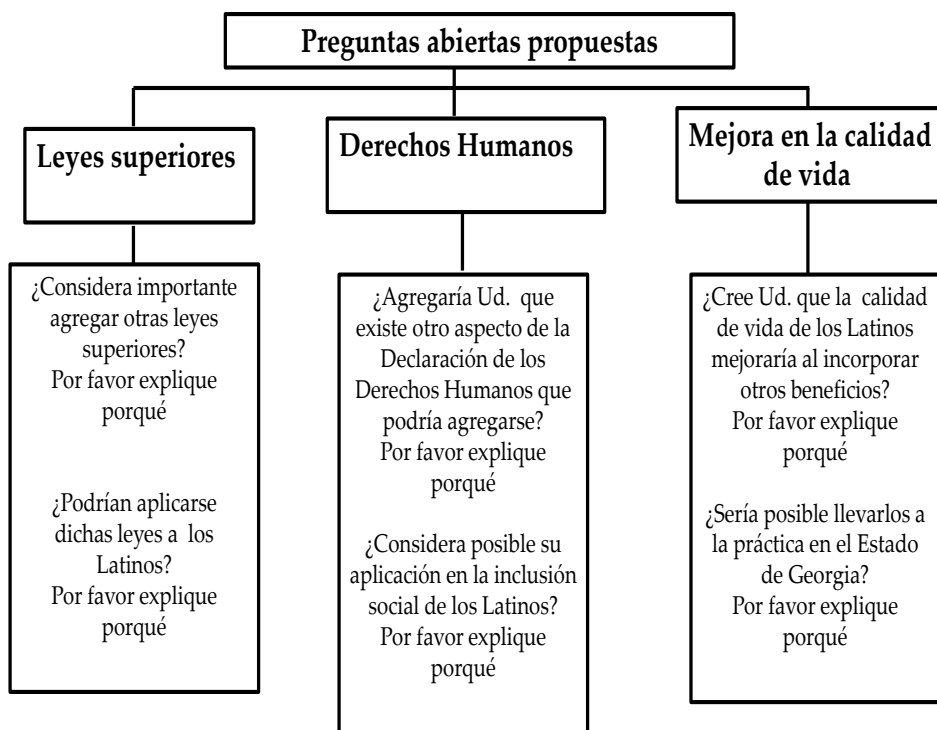 Preguntas abiertas propuestas
Leyes superiores
Derechos Humanos
Mejora en la calidad
de vida
¿Considera importante
agregar otras leyes
superiores?
Por favor explique
porqué
¿Podrían aplicarse
dichas leyes a los
Latinos?
Por favor explique
porqué
¿Agregaría Ud. que
existe otro aspecto de la
Declaración de los
Derechos Humanos que
podría agregarse?
Por favor explique
porqué
¿Considera posible su
aplicación en la inclusión
social de los Latinos?
Por favor explique
porqué
¿Cree Ud. que la calidad
de vida de los Latinos
mejoraría al incorporar
otros beneficios?
Por favor explique
porqué
¿Sería posible llevarlos a
la práctica en el Estado
de Georgia?
Por favor explique
porqué